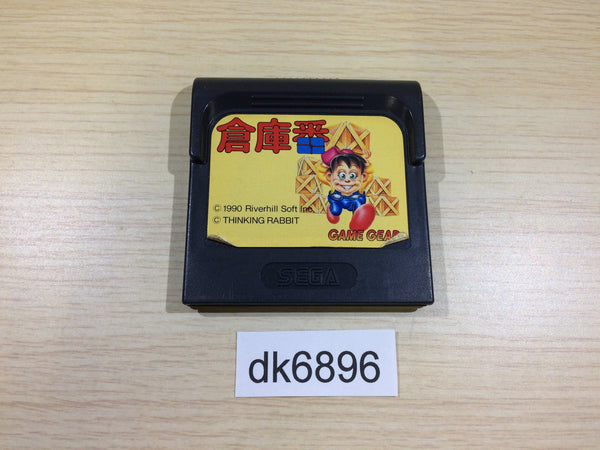 倉庫番
© 1990 Riverhill Soft Inc.
© THINKING RABBIT
GAME GEAR
SEGA
dk6896